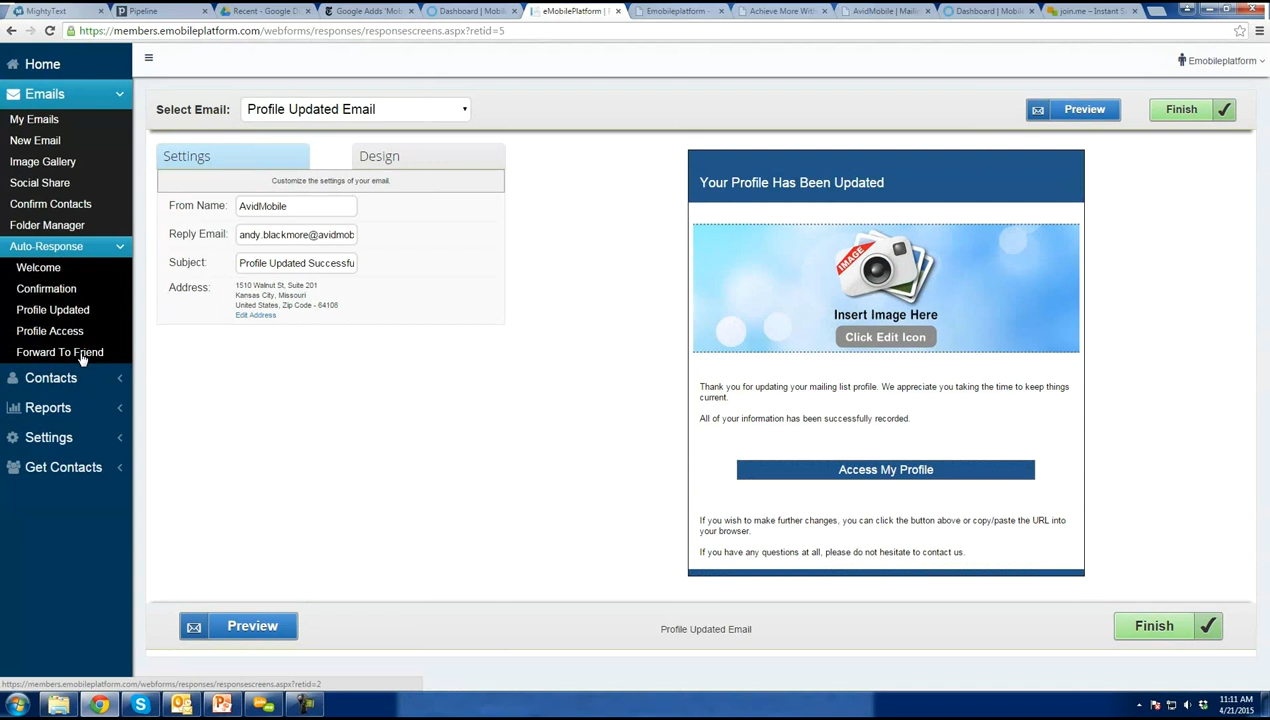 MightyText
Pipeline
Recent - Google D
Google Adds 'Mob
Dashboard | Mobi
eMobilePlatform | 
Emobileplatform - 
Achieve More With
AvidMobile | Maili
Dashboard | Mobi
join.me – Instant S
https://members.emobileplatform.com/webforms/responses/responsescreens.aspx?retid=5
Home
Emobileplatform
Emails
Select Email:
Profile Updated Email
Preview
Finish
My Emails
New Email
Image Gallery
Social Share
Confirm Contacts
Folder Manager
Auto-Response
Welcome
Confirmation
Profile Updated
Profile Access
Forward To Friend
Contacts
Reports
Settings
Get Contacts
Settings
Design
Customize the settings of your email.
From Name:
AvidMobile
Reply Email:
andy.blackmore@avidmob
Subject:
Profile Updated Successfu
Address:
1510 Walnut St, Suite 201
Kansas City, Missouri
United States, Zip Code - 64106
Edit Address
Your Profile Has Been Updated
IMAGE
Insert Image Here
Click Edit Icon
Thank you for updating your mailing list profile. We appreciate you taking the time to keep things
current.
All of your information has been successfully recorded.
Access My Profile
If you wish to make further changes, you can click the button above or copy/paste the URL into
your browser.
If you have any questions at all, please do not hesitate to contact us.
Preview
Profile Updated Email
Finish
https://members.emobileplatform.com/webforms/responses/responsescreens.aspx?retid=2
11:11 AM
4/21/2015